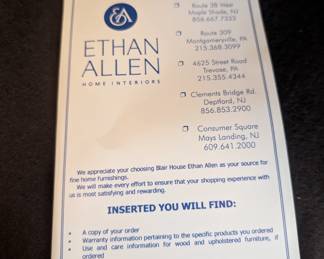 EA
ETHAN
ALLEN
HOME INTERIORS
Route 38 West
Maple Shade, NJ
856.667.7333
Route 309
Montgomeryville, PA
215.368.3099
4625 Street Road
Trevose, PA
215.355.4344
Clements Bridge Rd.
Deptford, NJ
856.853.2900
Consumer Square
Mays Landing, NJ
609.641.2000
We appreciate your choosing Blair House Ethan Allen as your source for
fine home furnishings.
We will make every effort to ensure that your shopping experience with
us is most satisfying and rewarding.
INSERTED YOU WILL FIND:
• A copy of your order
• Warranty information pertaining to the specific products you ordered
• Use and care information for wood and upholstered furniture, if
ordered